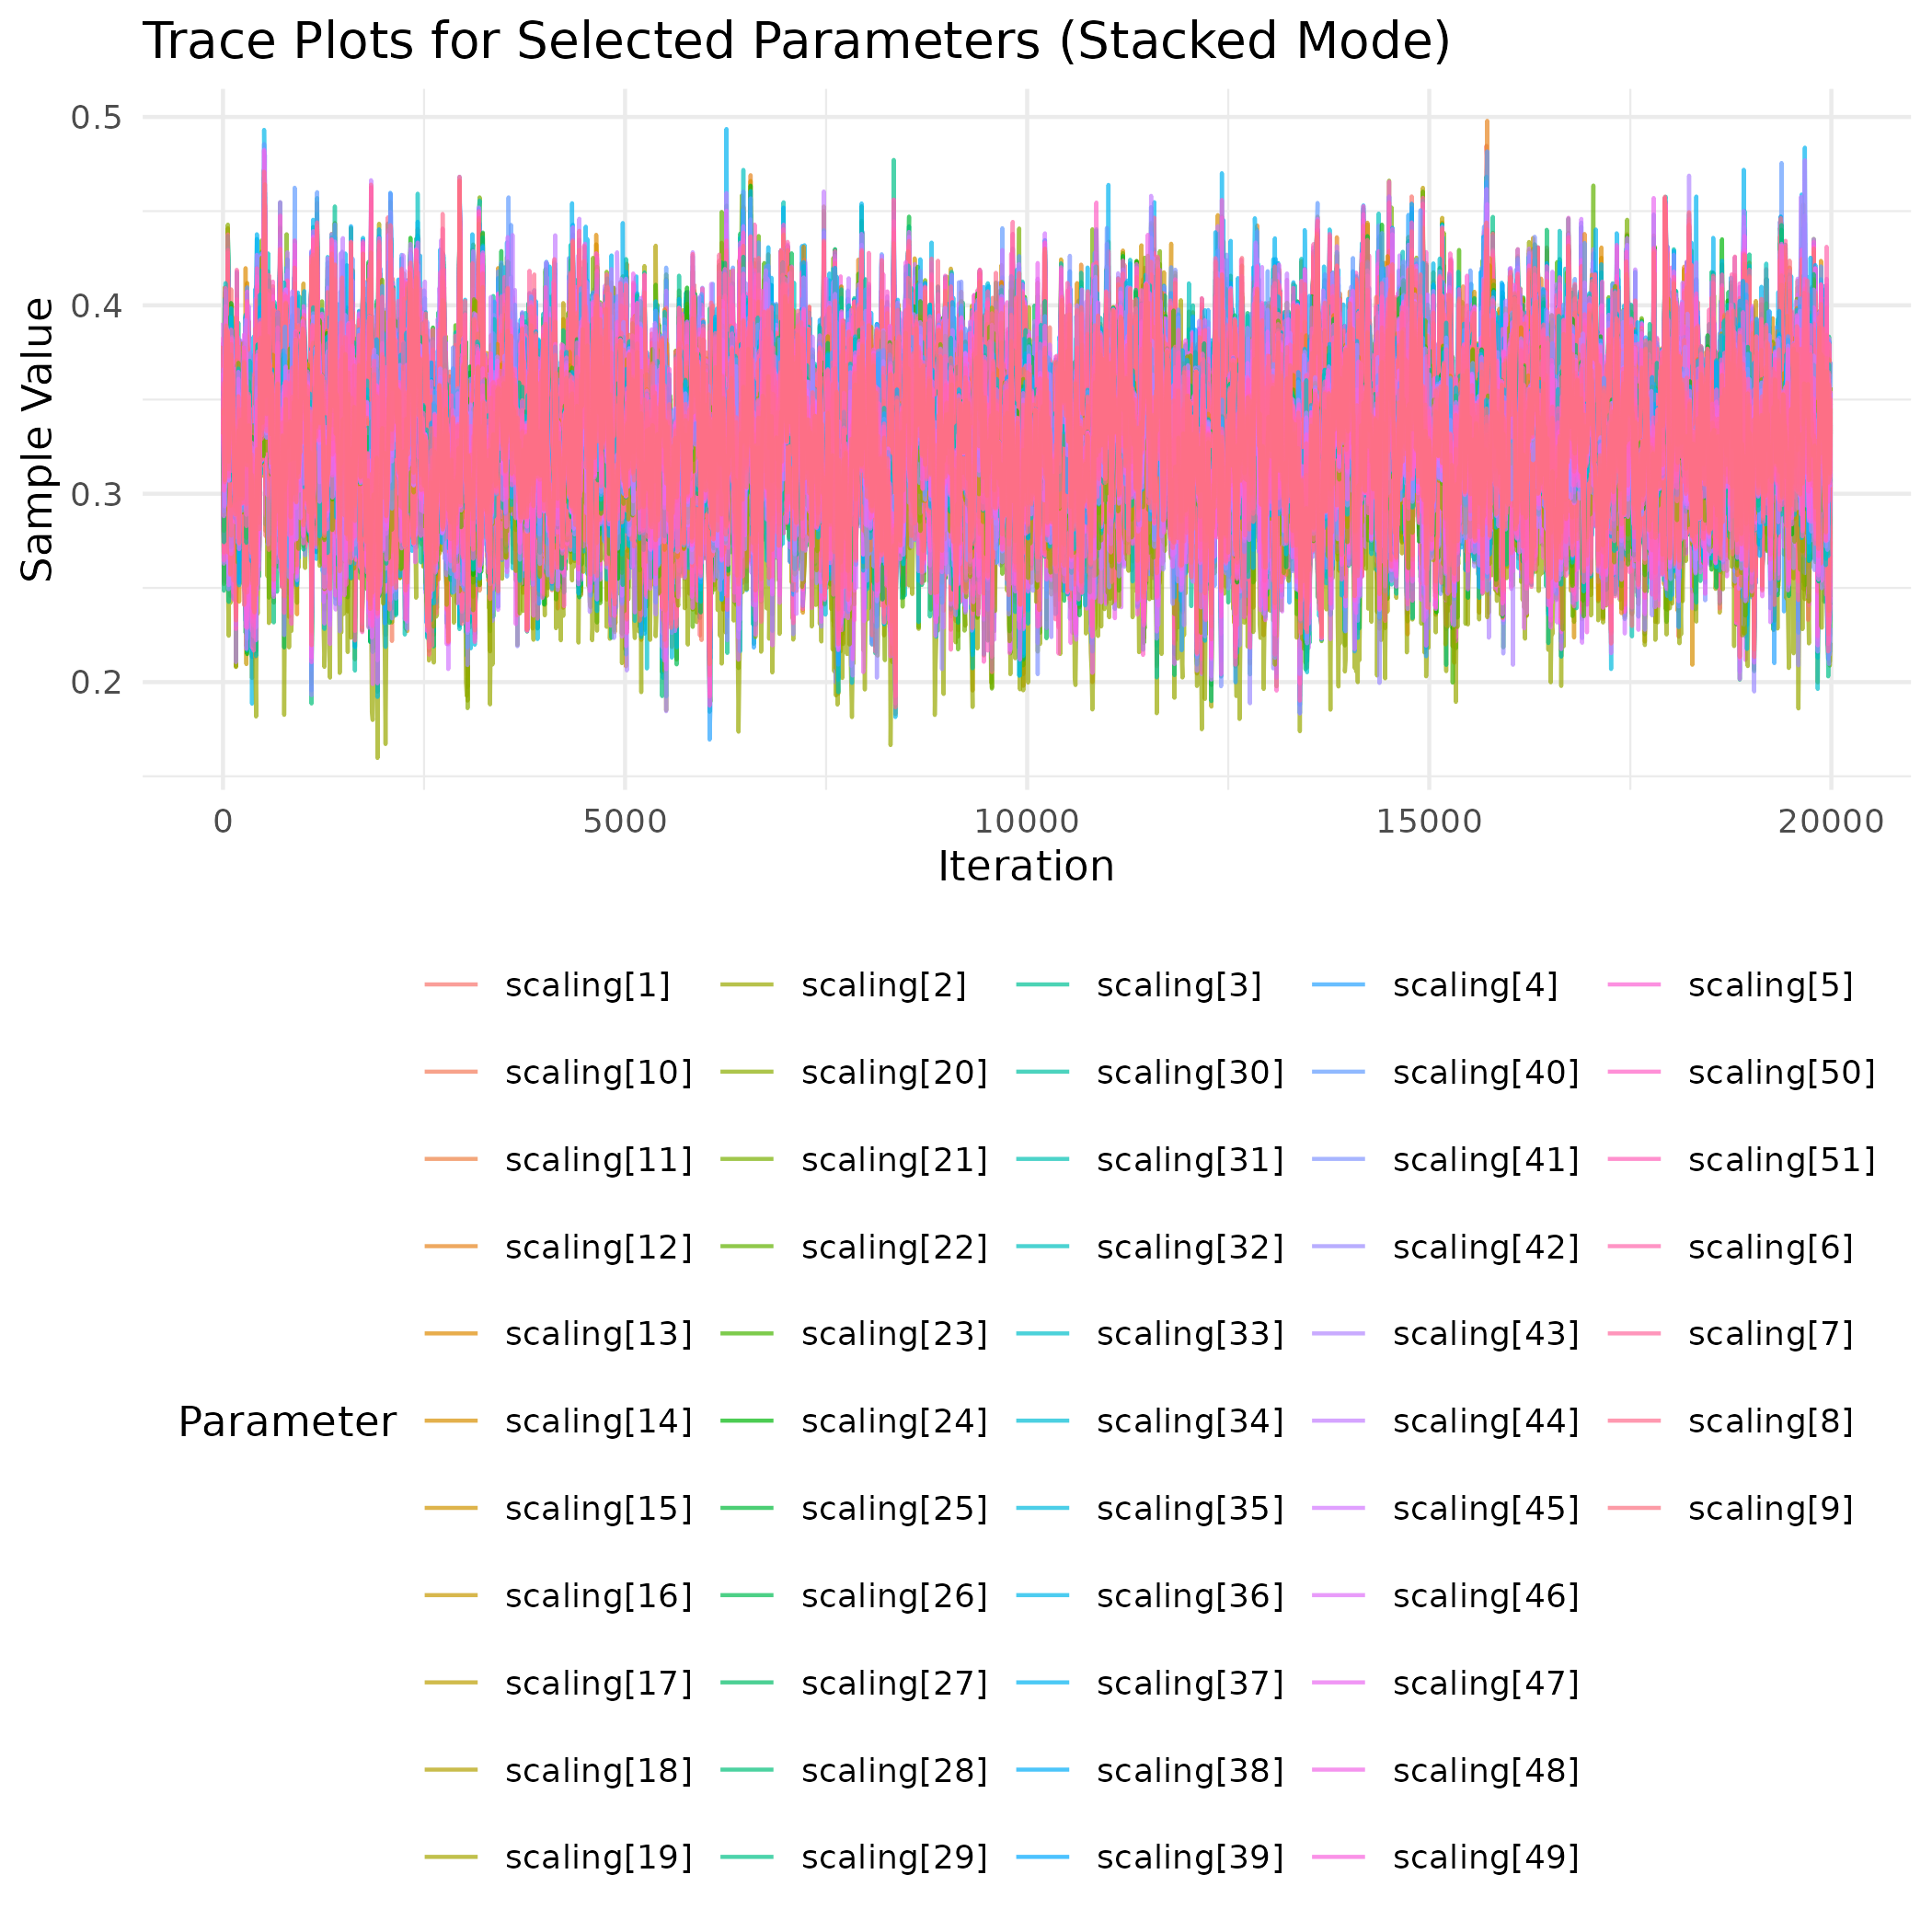 Trace Plots for Selected Parameters (Stacked Mode)
0.5
0.4
0.3
0.2
Sample Value
0 5000 10000 15000 20000
Iteration
Parameter
scaling[1] scaling[2] scaling[3] scaling[4] scaling[5]
scaling[10] scaling[20] scaling[30] scaling[40] scaling[50]
scaling[11] scaling[21] scaling[31] scaling[41] scaling[51]
scaling[12] scaling[22] scaling[32] scaling[42] scaling[6]
scaling[13] scaling[23] scaling[33] scaling[43] scaling[7]
scaling[14] scaling[24] scaling[34] scaling[44] scaling[8]
scaling[15] scaling[25] scaling[35] scaling[45] scaling[9]
scaling[16] scaling[26] scaling[36] scaling[46]
scaling[17] scaling[27] scaling[37] scaling[47]
scaling[18] scaling[28] scaling[38] scaling[48]
scaling[19] scaling[29] scaling[39] scaling[49]